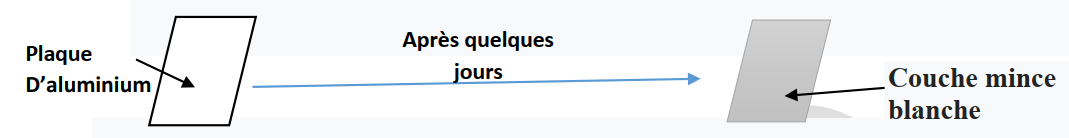 Plaque
D'aluminium
Après quelques
jours
Couche mince
blanche